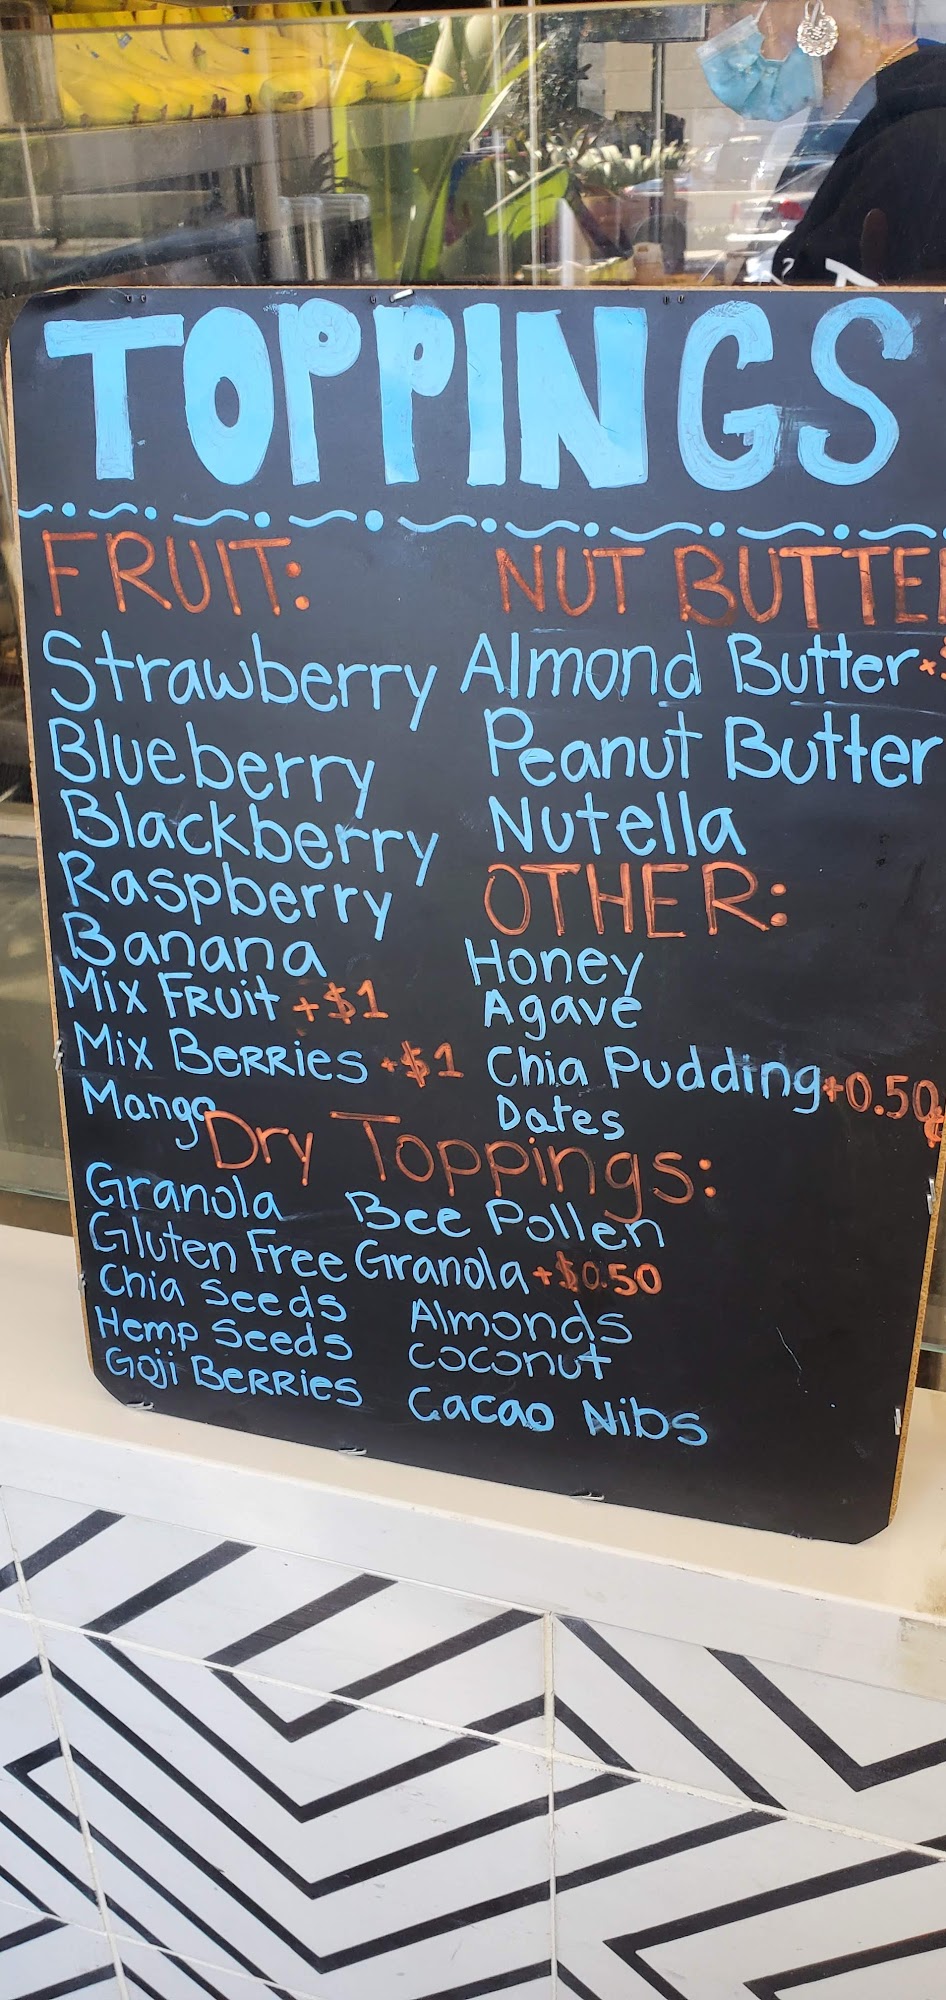 TOPPINGS
FRUIT:
Strawberry
Blueberry
Blackberry
Raspberry
Banana
Mix FRUit +$1
Mix BeRRies +$1
Mango
NUT BUTTE
Almond Butter
Peanut Butter
Nutella
OTHER:
Honey
Agave
Chia Pudding +0.50
Dates
Dry Toppings:
Granola
Bee Pollen
Gluten Free Granola +$0.50
Chia Seeds
Almonds
Hemp Seeds
Coconut
Goji BeRRies
Cacao Nibs